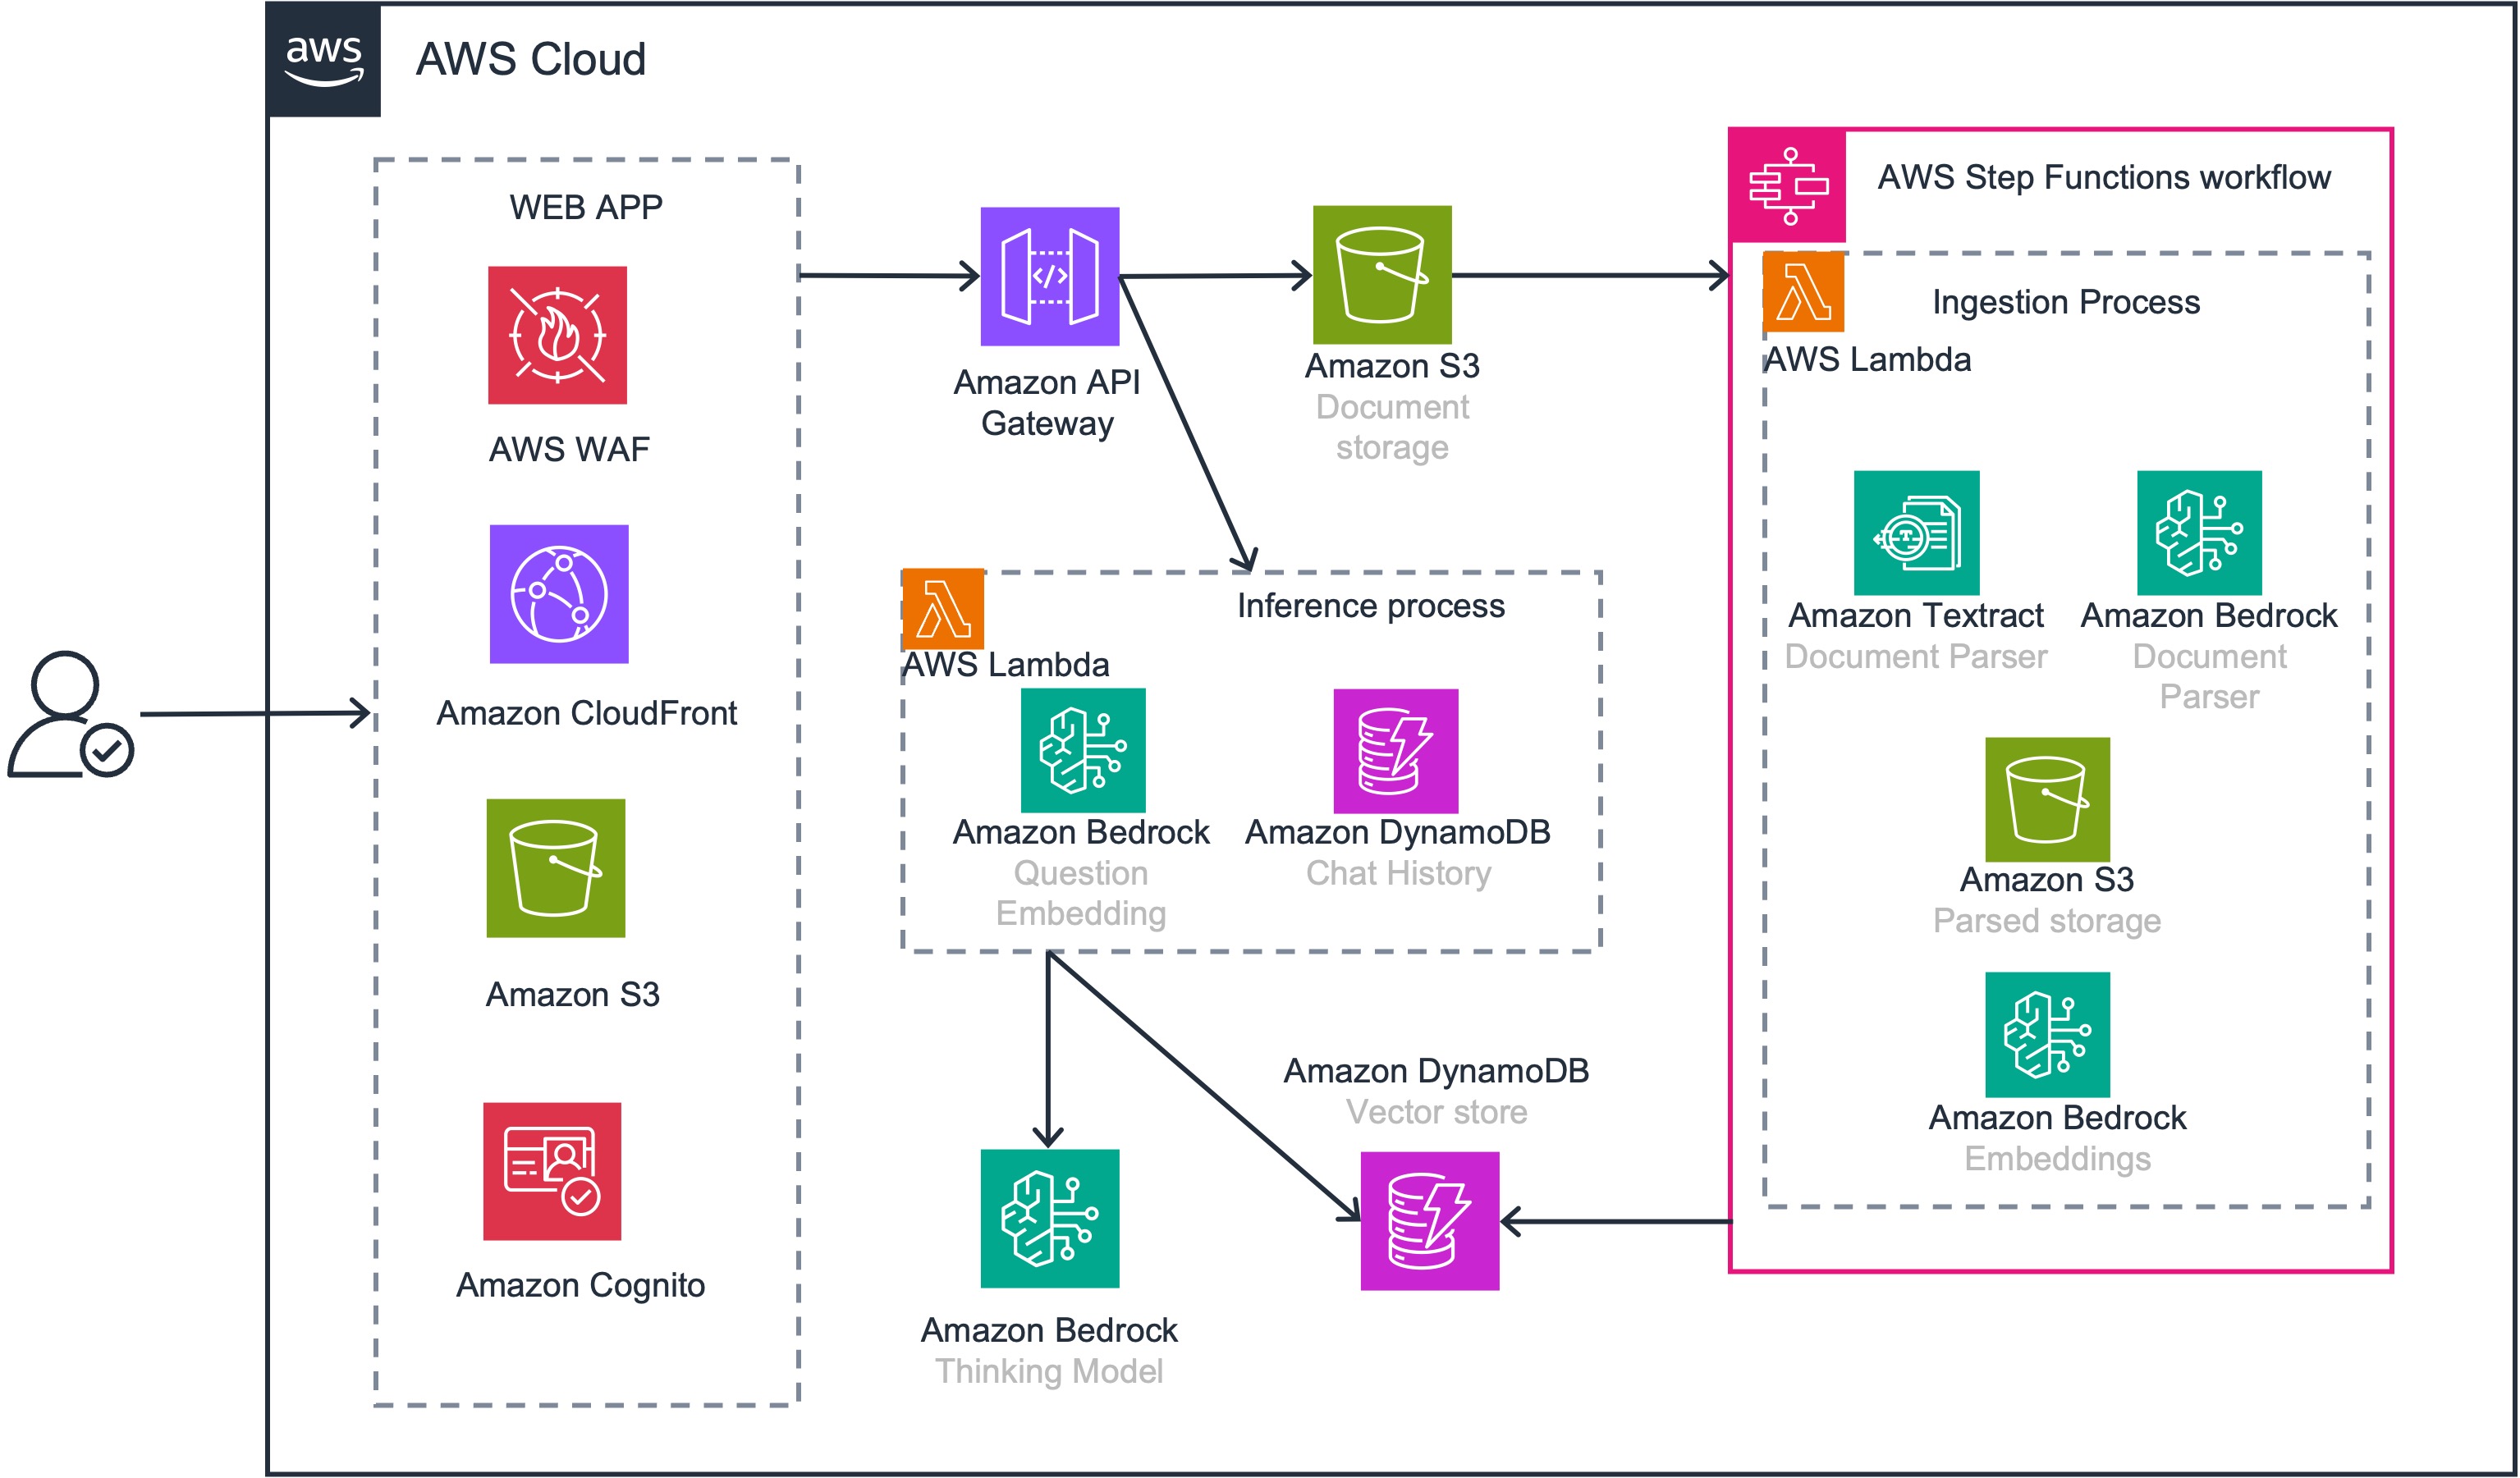 aws
AWS Cloud
WEB APP
AWS WAF
Amazon CloudFront
Amazon S3
Amazon Cognito
Amazon API
Gateway
Amazon S3
Document
storage
AWS Step Functions workflow
Ingestion Process
AWS Lambda
Amazon Textract
Document Parser
Amazon Bedrock
Document
Parser
Amazon S3
Parsed storage
Amazon Bedrock
Embeddings
Inference process
AWS Lambda
Amazon Bedrock
Question
Embedding
Amazon DynamoDB
Chat History
Amazon DynamoDB
Vector store
Amazon Bedrock
Thinking Model